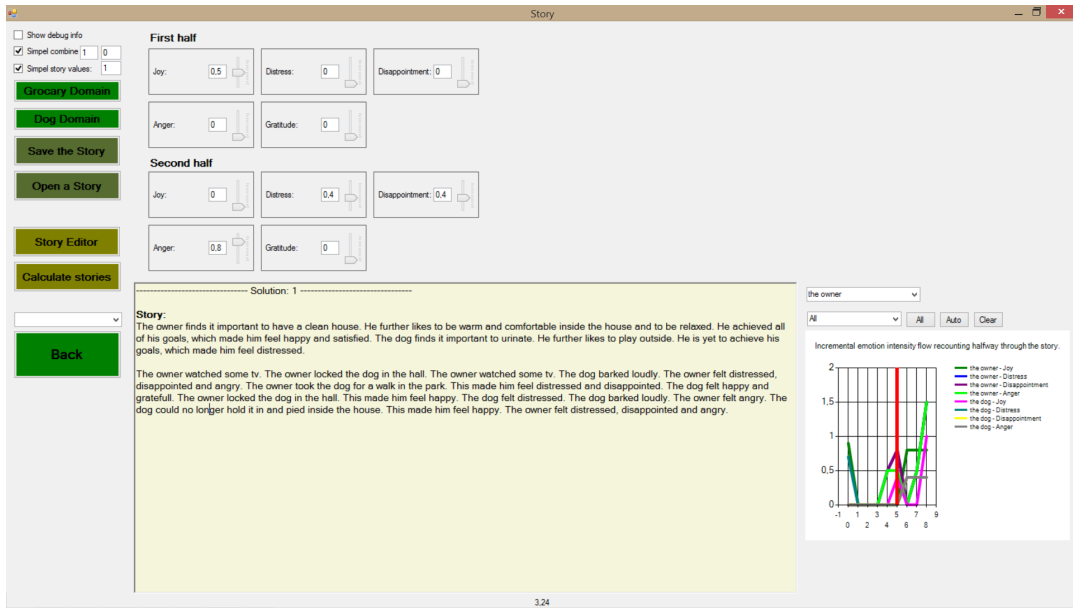 Story
Show debug info
Simpel combine 1 0
Simpel story values: 1
Grocary Domain
Dog Domain
Save the Story
Open a Story
Story Editor
Calculate stories
Back
First half
Joy: 0,5 Distress: 0 Disappointment: 0
Anger: 0 Gratitude: 0
Second half
Joy: 0 Distress: 0,4 Disappointment: 0,4
Anger: 0,8 Gratitude: 0
-------------------------------- Solution: 1 --------------------------------
Story:
The owner finds it important to have a clean house. He further likes to be warm and comfortable inside the house and to be relaxed. He achieved all
of his goals, which made him feel happy and satisfied. The dog finds it important to urinate. He further likes to play outside. He is yet to achieve his
goals, which made him feel distressed.
The owner watched some tv. The owner locked the dog in the hall. The owner watched some tv. The dog barked loudly. The owner felt distressed,
disappointed and angry. The owner took the dog for a walk in the park. This made him feel distressed and disappointed. The dog felt happy and
gratefull. The owner locked the dog in the hall. This made him feel happy. The dog felt distressed. The dog barked loudly. The owner felt angry. The
dog could no longer hold it in and pied inside the house. This made him feel happy. The owner felt distressed, disappointed and angry.
the owner
All All Auto Clear
Incremental emotion intensity flow recounting halfway through the story.
2
1,5
1
0,5
0
-1 1 3 5 7 9
0 2 4 6 8
the owner - Joy
the owner - Distress
the owner - Disappointment
the owner - Anger
the dog - Joy
the dog - Distress
the dog - Disappointment
the dog - Anger
3,24